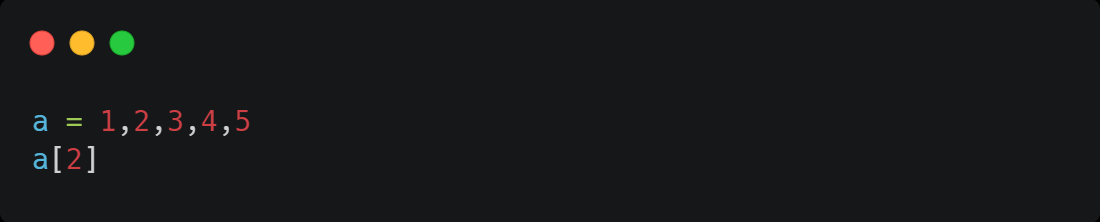 a = 1,2,3,4,5
a[2]